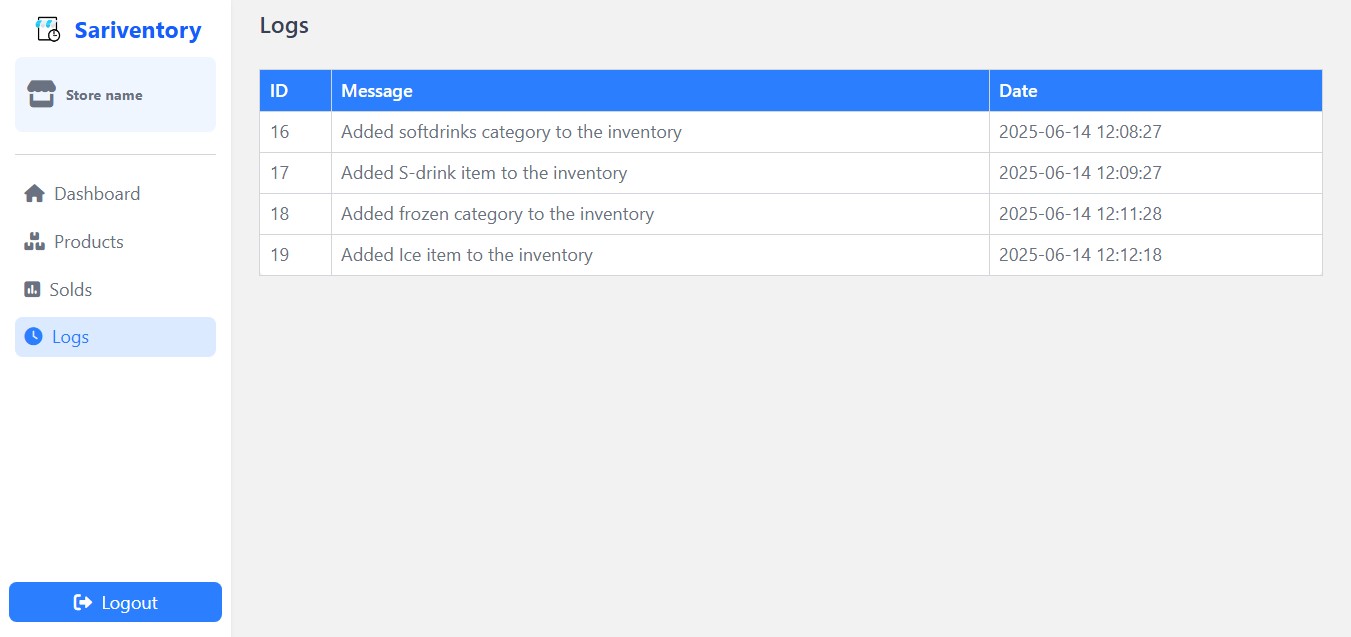 Sariventory
Store name
Dashboard
Products
Solds
Logs
Logout
Logs
ID Message Date
16 Added softdrinks category to the inventory 2025-06-14 12:08:27
17 Added S-drink item to the inventory 2025-06-14 12:09:27
18 Added frozen category to the inventory 2025-06-14 12:11:28
19 Added Ice item to the inventory 2025-06-14 12:12:18